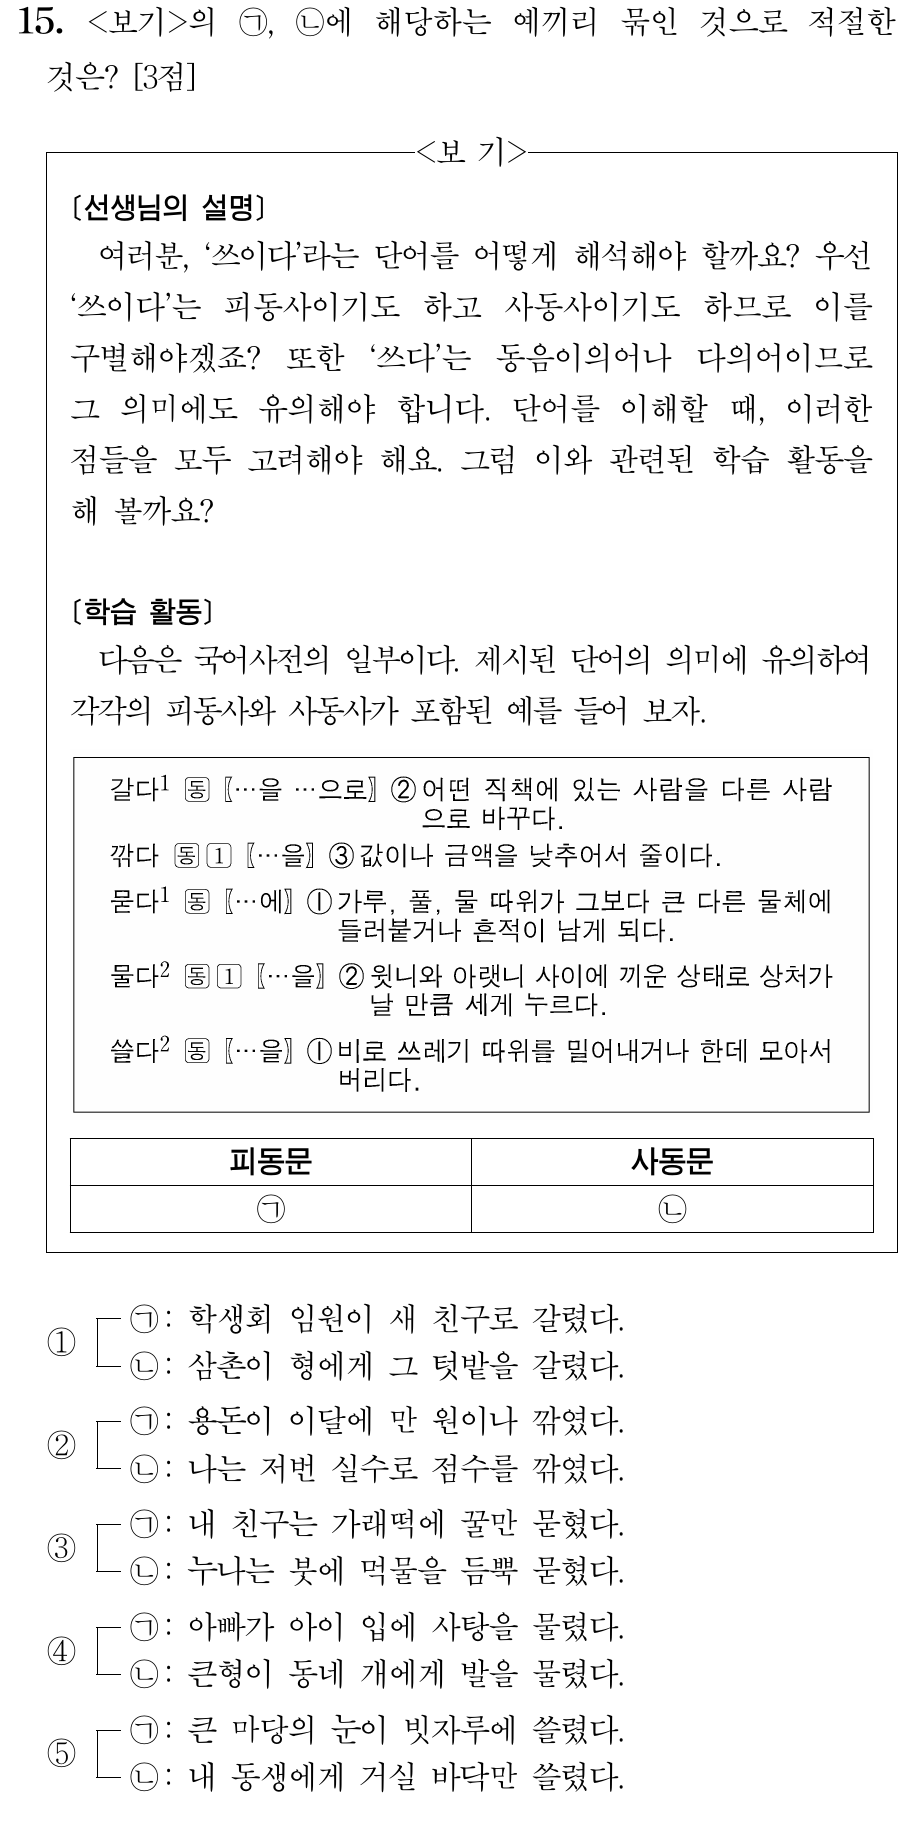 15. <보기>의 ㉠, ㉡에 해당하는 예끼리 묶인 것으로 적절한
것은? [3점]
<보 기>
〔선생님의 설명〕
여러분, ‘쓰이다’라는 단어를 어떻게 해석해야 할까요? 우선
‘쓰이다’는 피동사이기도 하고 사동사이기도 하므로 이를
구별해야겠죠? 또한 ‘쓰다’는 동음이의어나 다의어이므로
그 의미에도 유의해야 합니다. 단어를 이해할 때, 이러한
점들을 모두 고려해야 해요. 그럼 이와 관련된 학습 활동을
해 볼까요?
〔학습 활동〕
다음은 국어사전의 일부이다. 제시된 단어의 의미에 유의하여
각각의 피동사와 사동사가 포함된 예를 들어 보자.
갈다¹ 동 〖…을 …으로〗 ②어떤 직책에 있는 사람을 다른 사람
으로 바꾸다.
깎다 동 1 〖…을〗 ③값이나 금액을 낮추어서 줄이다.
묻다¹ 동 〖…에〗 ①가루, 풀, 물 따위가 그보다 큰 다른 물체에
들러붙거나 흔적이 남게 되다.
물다² 동 1 〖…을〗 ②윗니와 아랫니 사이에 끼운 상태로 상처가
날 만큼 세게 누르다.
쓸다² 동 〖…을〗 ①비로 쓰레기 따위를 밀어내거나 한데 모아서
버리다.
피동문 사동문
㉠ ㉡
① ㉠: 학생회 임원이 새 친구로 갈렸다.
㉡: 삼촌이 형에게 그 텃밭을 갈렸다.
② ㉠: 용돈이 이달에 만 원이나 깎였다.
㉡: 나는 저번 실수로 점수를 깎였다.
③ ㉠: 내 친구는 가래떡에 꿀만 묻혔다.
㉡: 누나는 붓에 먹물을 듬뿍 묻혔다.
④ ㉠: 아빠가 아이 입에 사탕을 물렸다.
㉡: 큰형이 동네 개에게 발을 물렸다.
⑤ ㉠: 큰 마당의 눈이 빗자루에 쓸렸다.
㉡: 내 동생에게 거실 바닥만 쓸렸다.